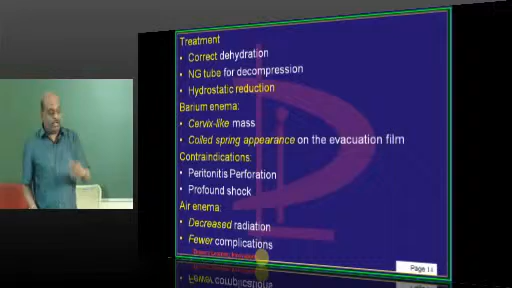 Treatment
• Correct dehydration
• NG tube for decompression
• Hydrostatic reduction
Barium enema:
• Cervix-like mass
• Coiled spring appearance on the evacuation film
Contraindications:
• Peritonitis Perforation
• Profound shock
Air enema:
• Decreased radiation
• Fewer complications
Page 14